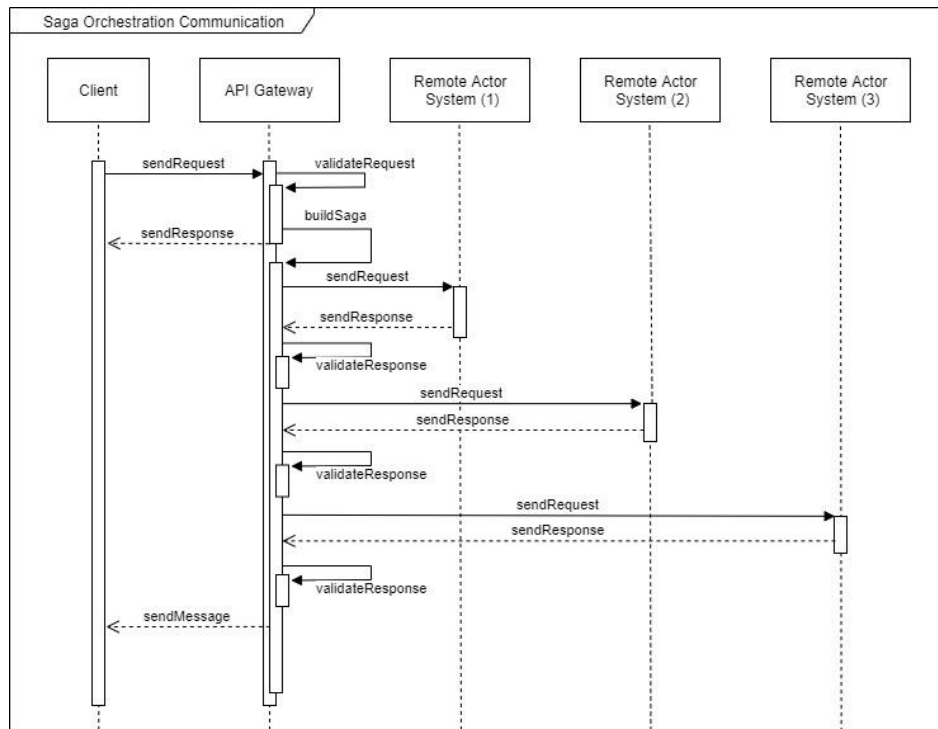 Saga Orchestration Communication
Client
API Gateway
Remote Actor
System (1)
Remote Actor
System (2)
Remote Actor
System (3)
sendRequest
validateRequest
buildSaga
sendResponse
sendRequest
sendResponse
validateResponse
sendRequest
sendResponse
validateResponse
sendRequest
sendResponse
validateResponse
sendMessage